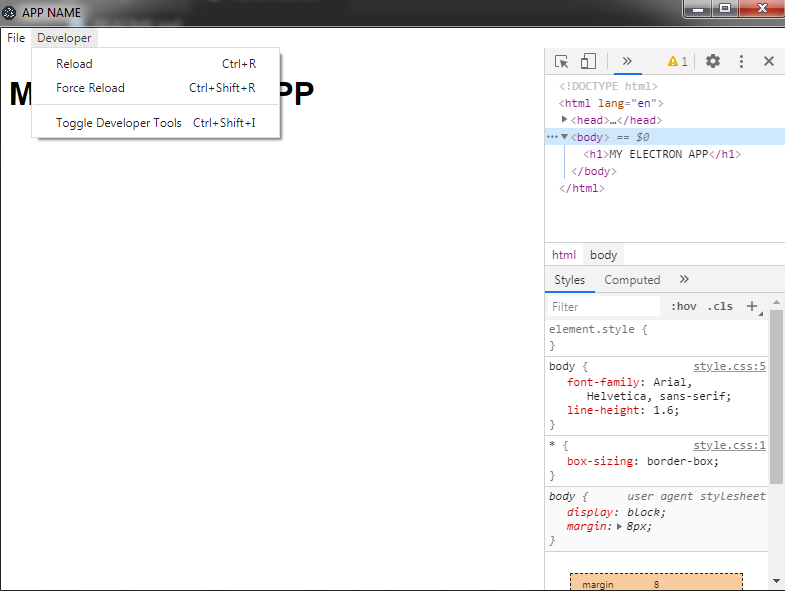 APP NAME
File Developer
Reload Ctrl+R
Force Reload Ctrl+Shift+R
Toggle Developer Tools Ctrl+Shift+I
M PP
1
<!DOCTYPE html>
<html lang="en">
<head>…</head>
<body> == $0
<h1>MY ELECTRON APP</h1>
</body>
</html>
html body
Styles Computed
Filter :hov .cls +
element.style {
}
body { style.css:5
font-family: Arial,
Helvetica, sans-serif;
line-height: 1.6;
}
* { style.css:1
box-sizing: border-box;
}
body { user agent stylesheet
display: block;
margin: 8px;
}
margin 8